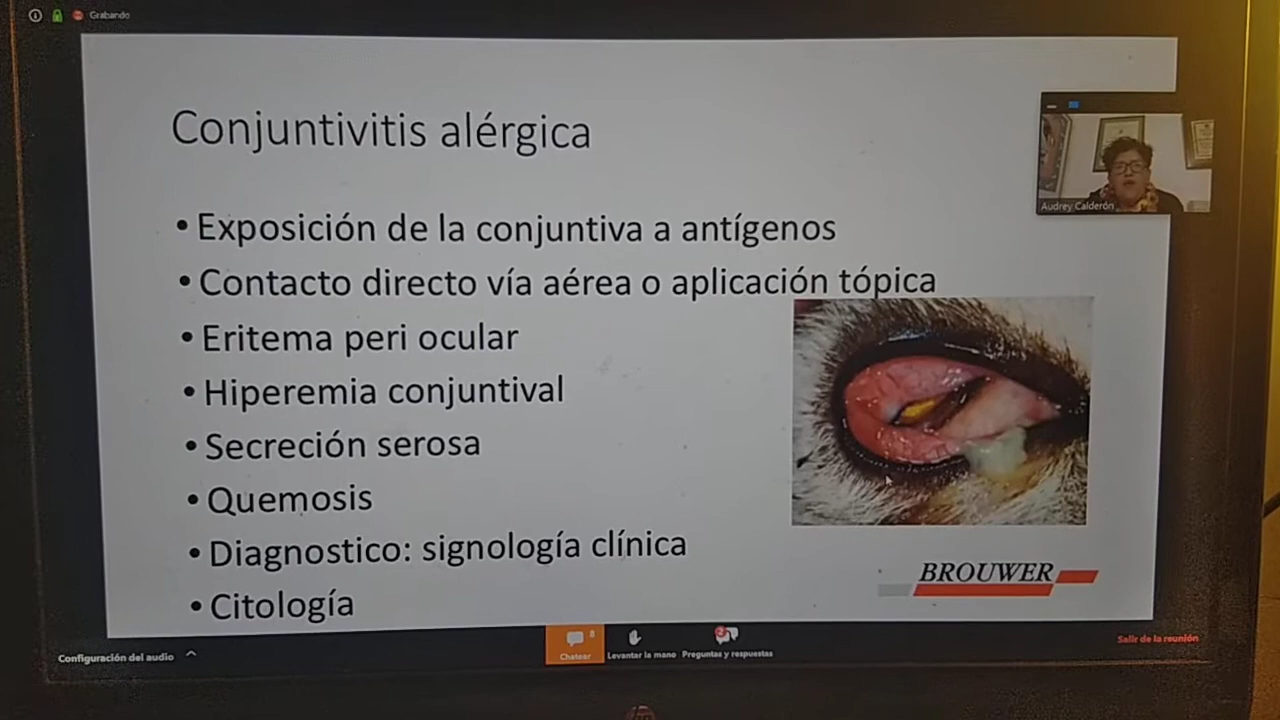 Grabando
Conjuntivitis alérgica
• Exposición de la conjuntiva a antígenos
• Contacto directo vía aérea o aplicación tópica
• Eritema peri ocular
• Hiperemia conjuntival
• Secreción serosa
• Quemosis
• Diagnostico: signología clínica
• Citología
Audrey Calderón
BROUWER
Configuración del audio
8
Chatear
Levantar la mano
Preguntas y respuestas
Salir de la reunión